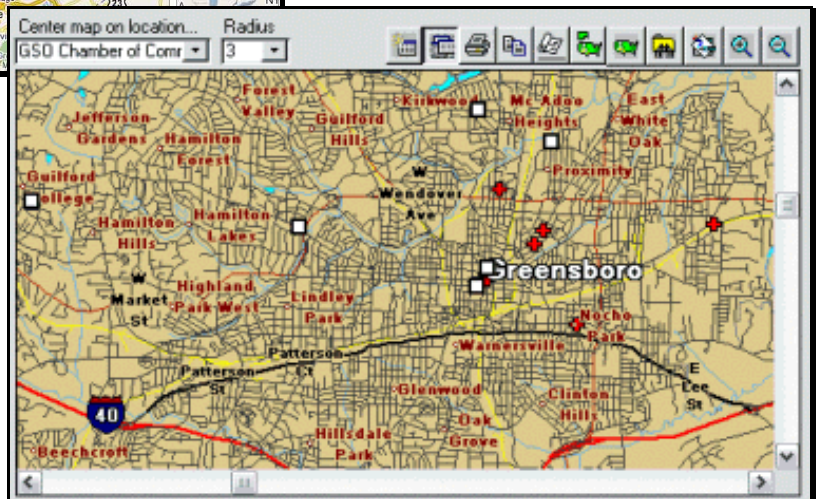 Center map on location... Radius
GSO Chamber of Comr 3
Forest
Valley
Kirkwood
Mc Adoo
Heights
East
White
Oak
Jefferson
Gardens
Guilford
Hills
Hamilton
Forest
Proximity
Guilford
College
W
Wendover
Ave
Hamilton
Hills
Hamilton
Lakes
Greensboro
W
Market
St
Highland
Park West
Lindley
Park
Nocho
Park
Warnersville
Patterson
Ct
Patterson
St
E
Lee
St
Glenwood
Clinton
Hills
40
Oak
Grove
Hillsdale
Park
Beechcroft